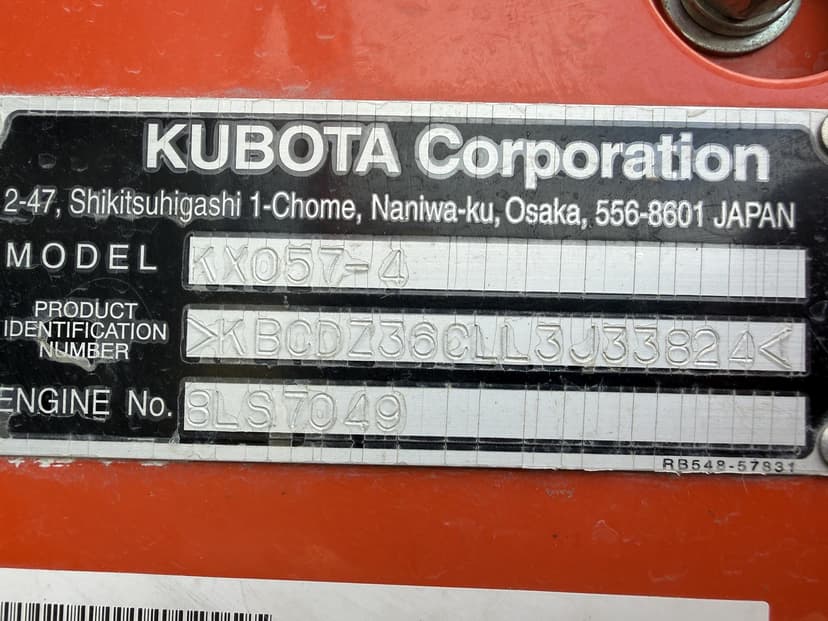 KUBOTA Corporation
2-47, Shikitsuhigashi 1-Chome, Naniwa-ku, Osaka, 556-8601 JAPAN
MODEL KX057-4
PRODUCT
IDENTIFICATION
NUMBER
>KBCDZ36CLL3J33824<
ENGINE No. 8LS7049
RB548-57831